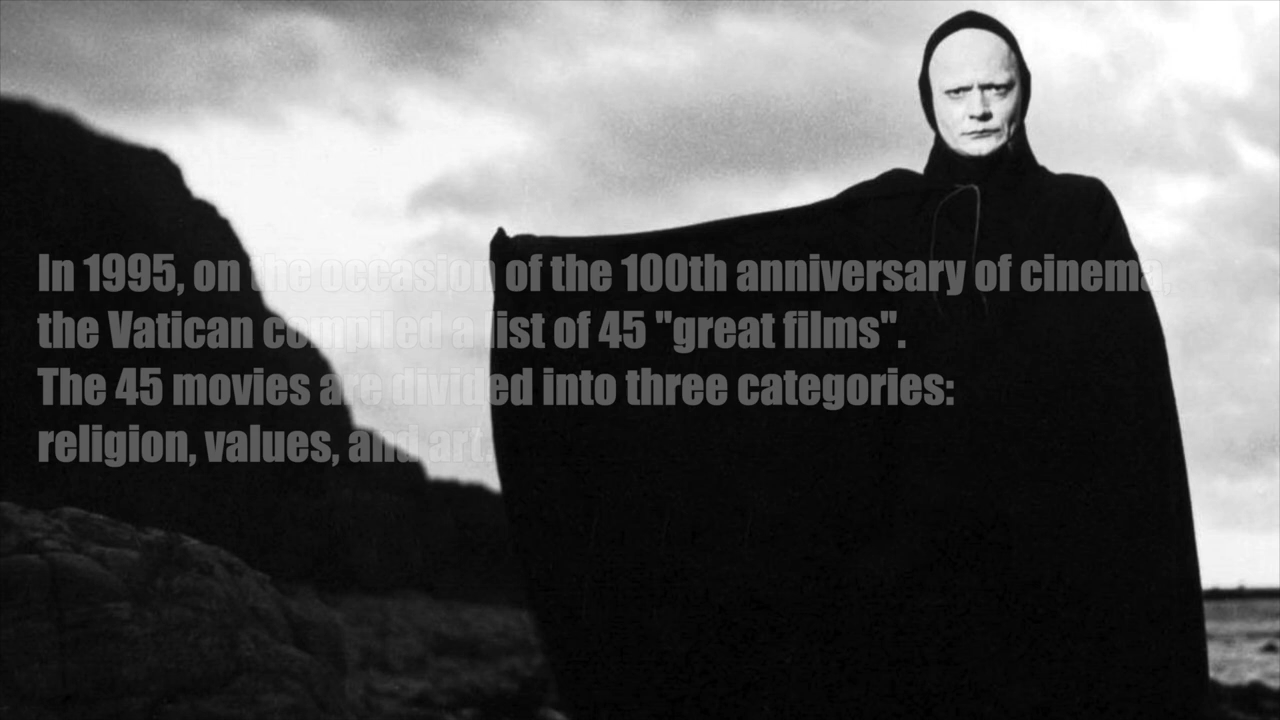 In 1995, on the occasion of the 100th anniversary of cinema,
the Vatican compiled a list of 45 "great films".
The 45 movies are divided into three categories:
religion, values, and art.